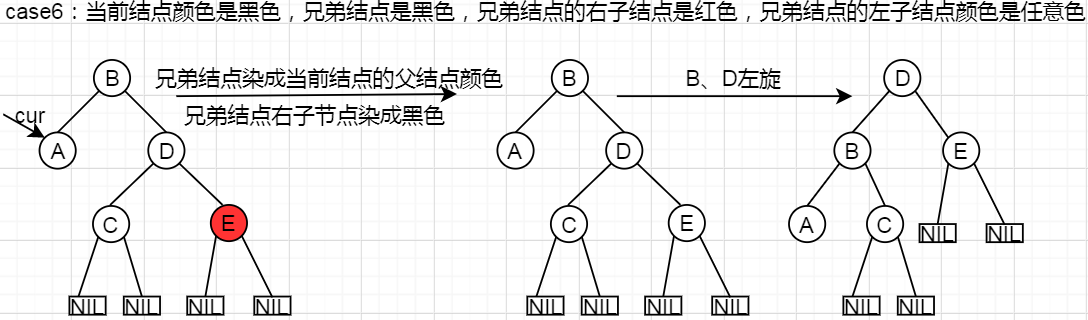 case6：当前结点颜色是黑色，兄弟结点是黑色，兄弟结点的右子结点是红色，兄弟结点的左子结点颜色是任意色
B 兄弟结点染成当前结点的父结点颜色 B B、D左旋 D
cur 兄弟结点右子节点染成黑色
A D A D B E
C E C E A C NIL NIL
NIL NIL NIL NIL NIL NIL NIL NIL NIL NIL